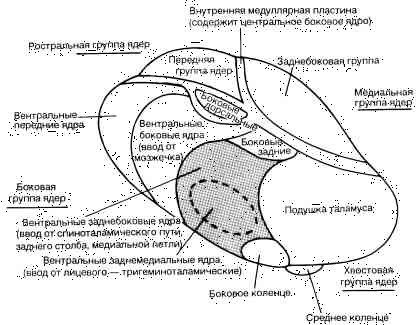 Внутренняя медуллярная пластина
(содержит центральное боковое ядро)
Ростральная группа ядер
Передняя
группа ядер
Заднебоковая группа
Медиальная
группа ядер
Боковые
дорсальные
Вентральные
передние ядра
Вентральные
боковые ядра
(ввод от
мозжечка)
Боковые
задние
Боковая
группа ядер
Подушка таламуса
Вентральные заднебоковые ядра
(ввод от спиноталамического пути,
заднего столба, медиальной петли)
Вентральные заднемедиальные ядра
(ввод от лицевого — тригеминоталамические)
Хвостовая
группа ядер
Бокорое коленце
Среднее коленце